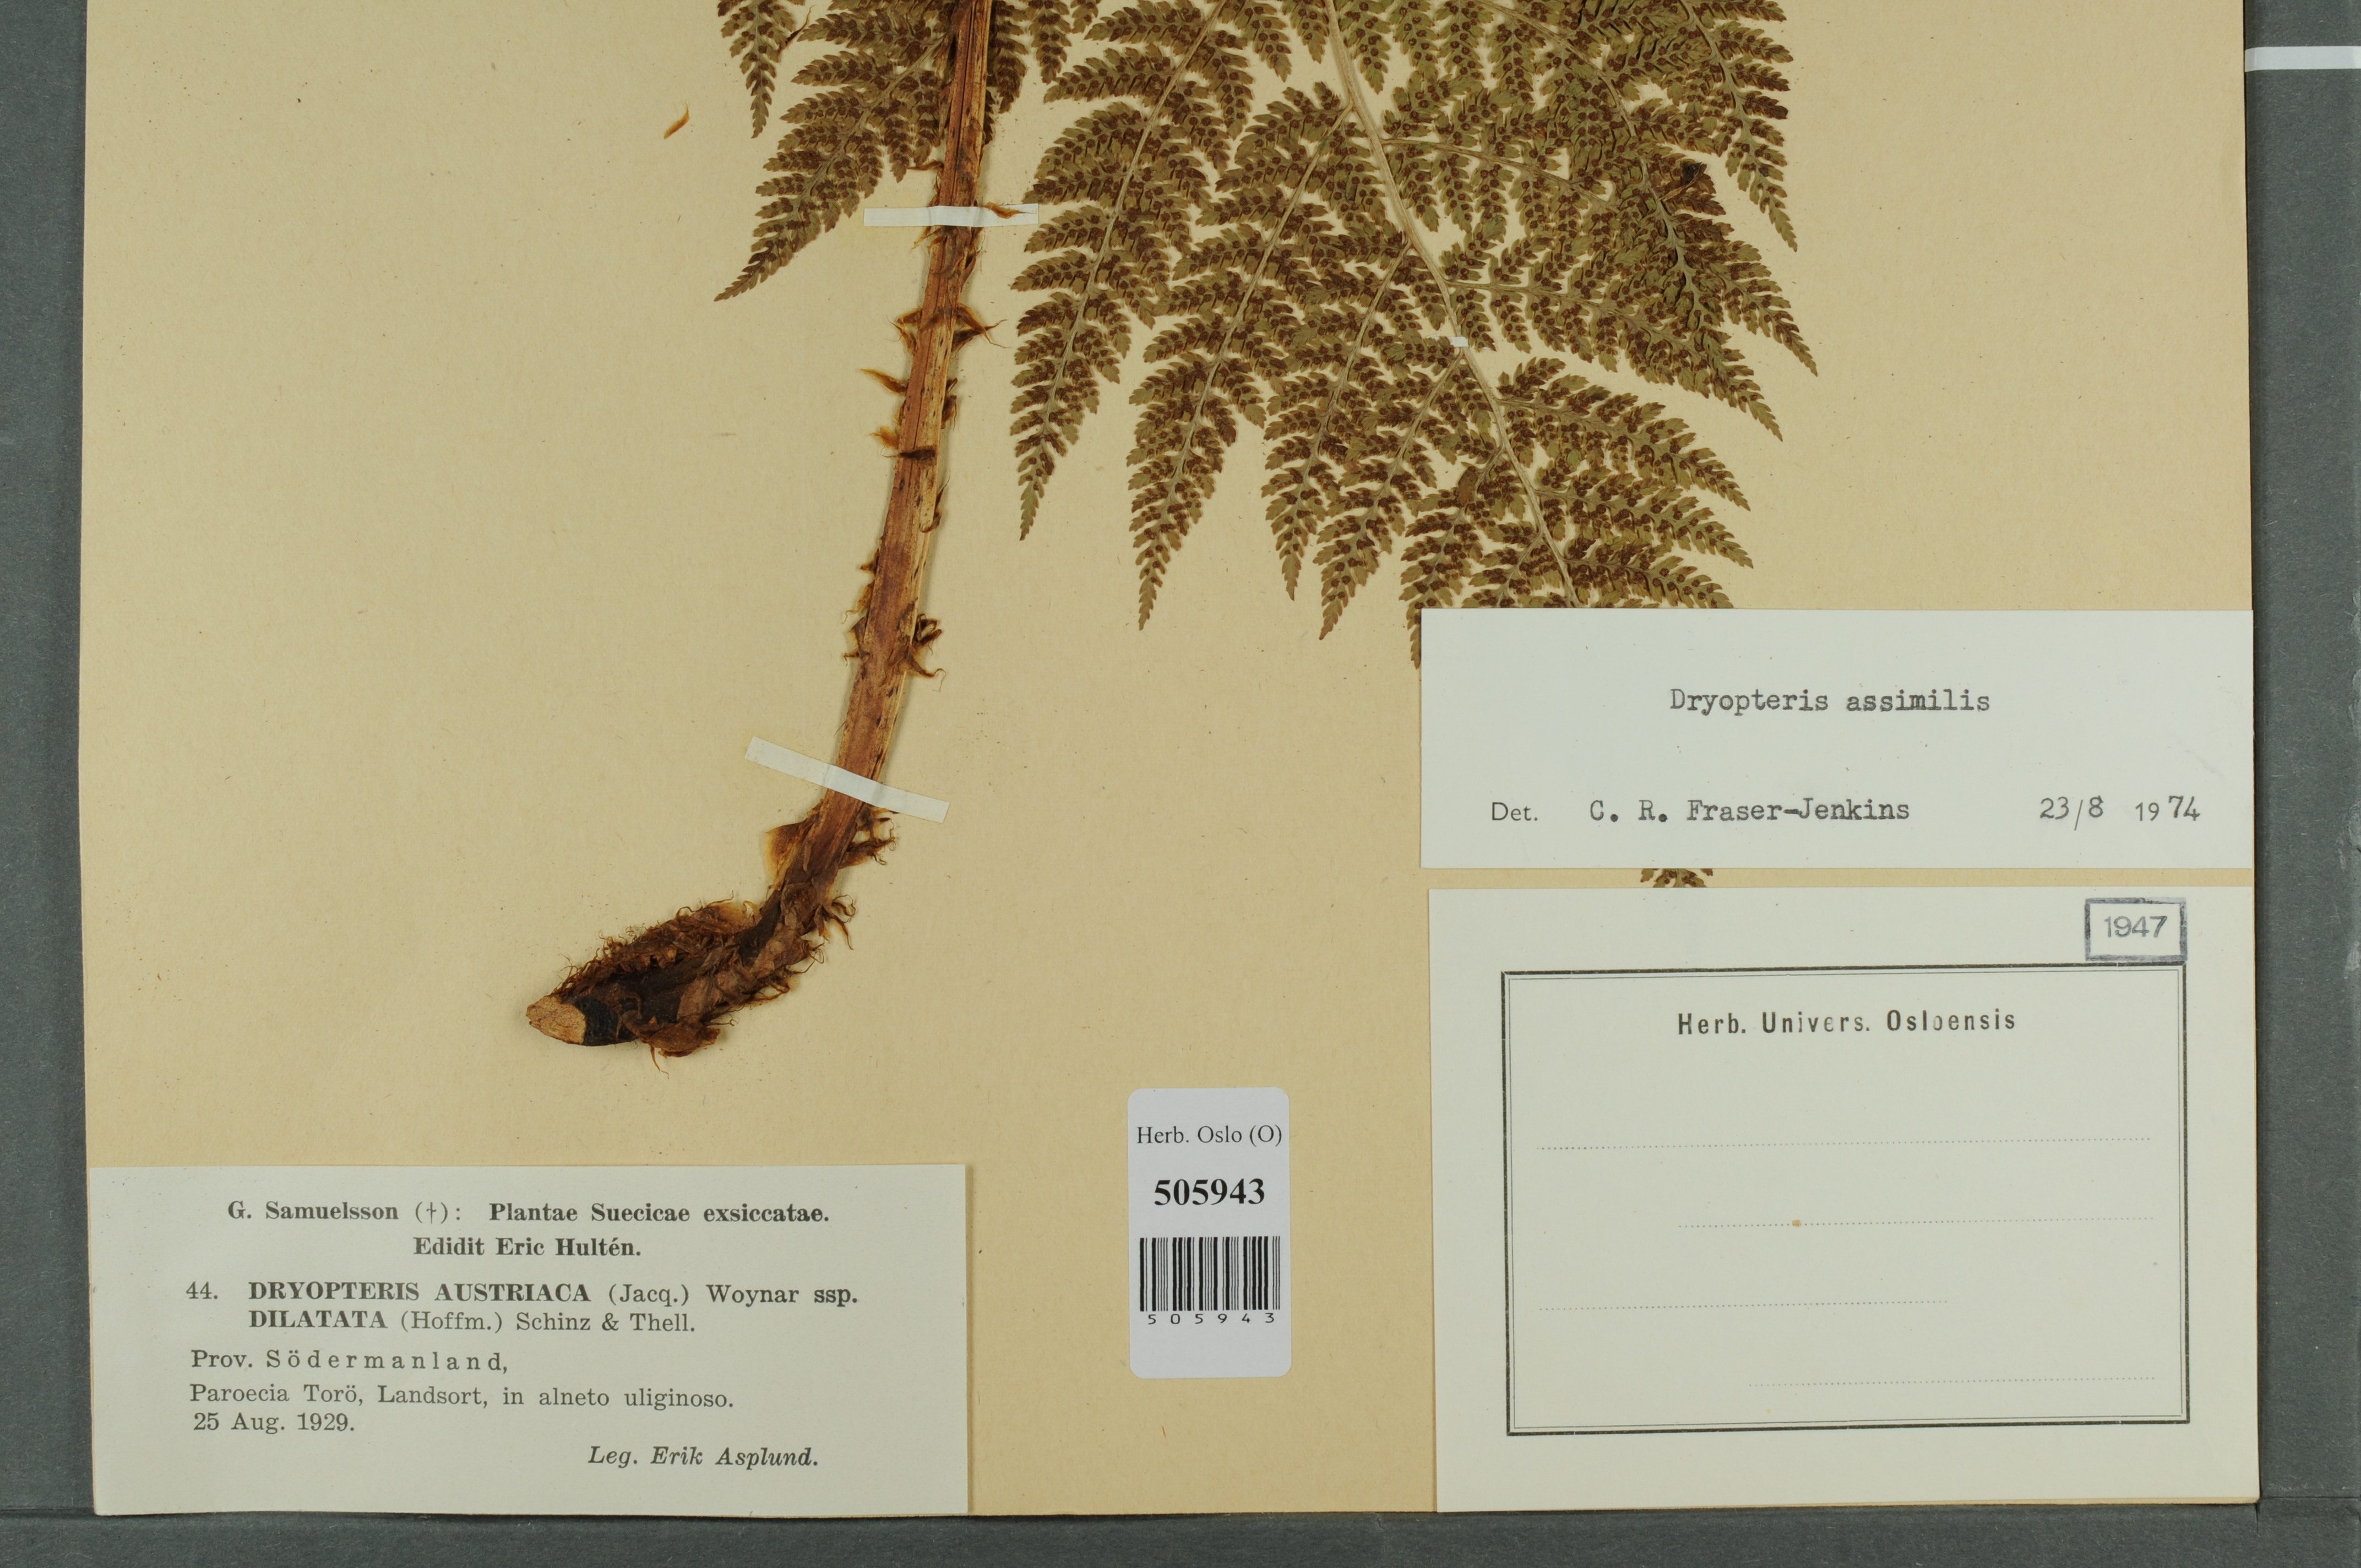 Dryopteris assimilis
Det. C. R. Fraser-Jenkins 23/8 1974
1947
Herb. Univers. Osloensis
Herb. Oslo (O)
505943
505943
G. Samuelsson (†): Plantae Suecicae exsiccatae.
Edidit Eric Hultén.
44. DRYOPTERIS AUSTRIACA (Jacq.) Woynar ssp.
DILATATA (Hoffm.) Schinz & Thell.
Prov. Södermanland,
Paroecia Torö, Landsort, in alneto uliginoso.
25 Aug. 1929.
Leg. Erik Asplund.